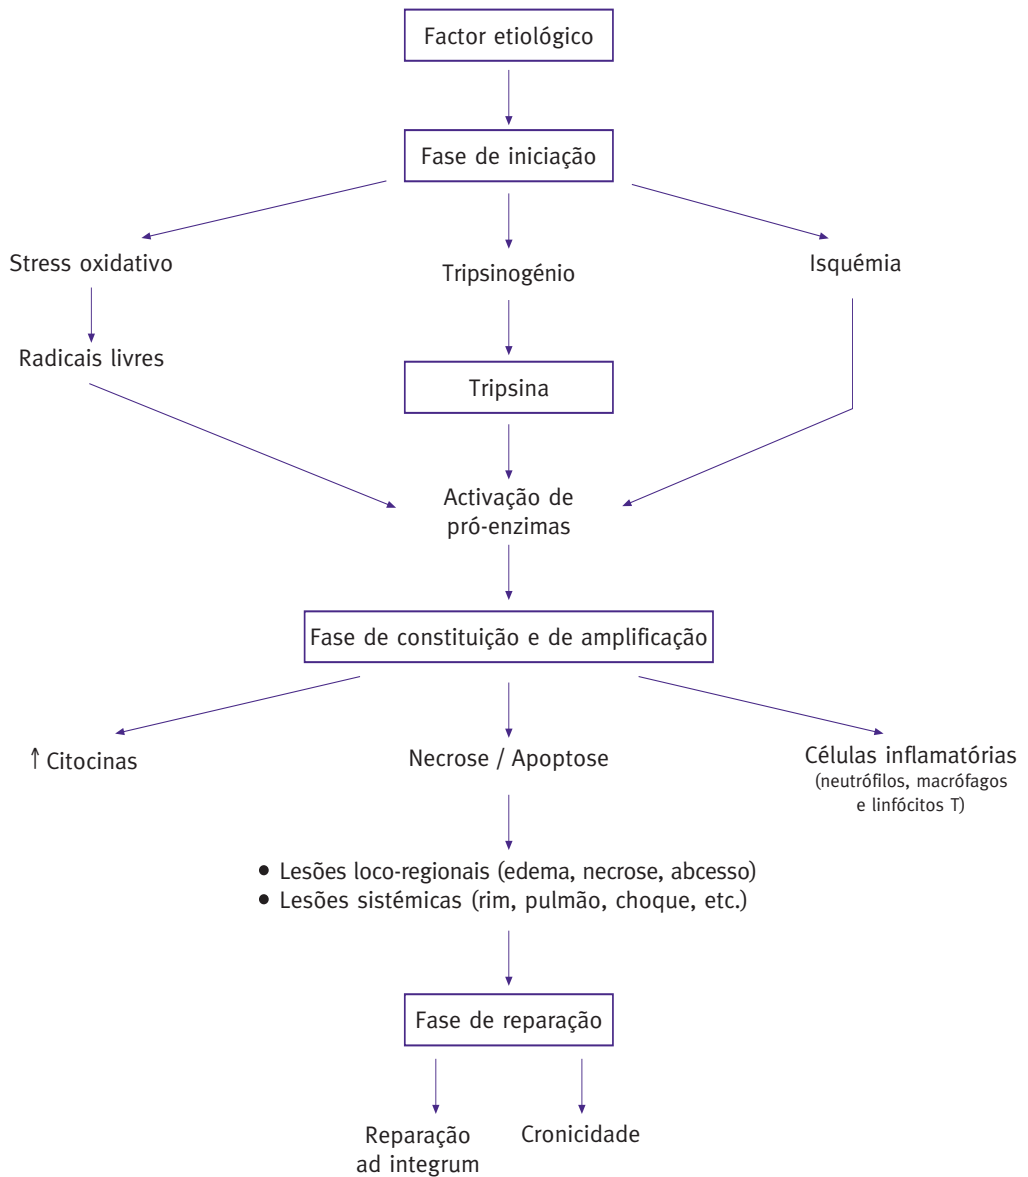 Factor etiológico
Fase de iniciação
Stress oxidativo
Tripsinogénio
Isquémia
Radicais livres
Tripsina
Activação de
pró-enzimas
Fase de constituição e de amplificação
↑ Citocinas
Necrose / Apoptose
Células inflamatórias
(neutrófilos, macrófagos
e linfócitos T)
• Lesões loco-regionais (edema, necrose, abcesso)
• Lesões sistémicas (rim, pulmão, choque, etc.)
Fase de reparação
Reparação
ad integrum
Cronicidade